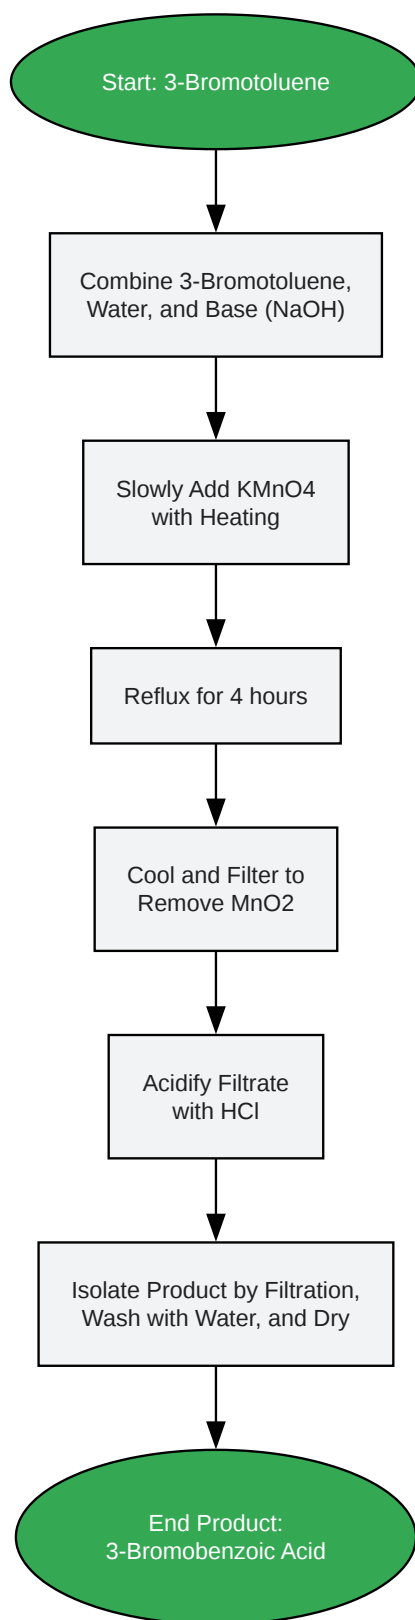 Start: 3-Bromotoluene
Combine 3-Bromotoluene,
Water, and Base (NaOH)
Slowly Add KMnO4
with Heating
Reflux for 4 hours
Cool and Filter to
Remove MnO2
Acidify Filtrate
with HCl
Isolate Product by Filtration,
Wash with Water, and Dry
End Product:
3-Bromobenzoic Acid